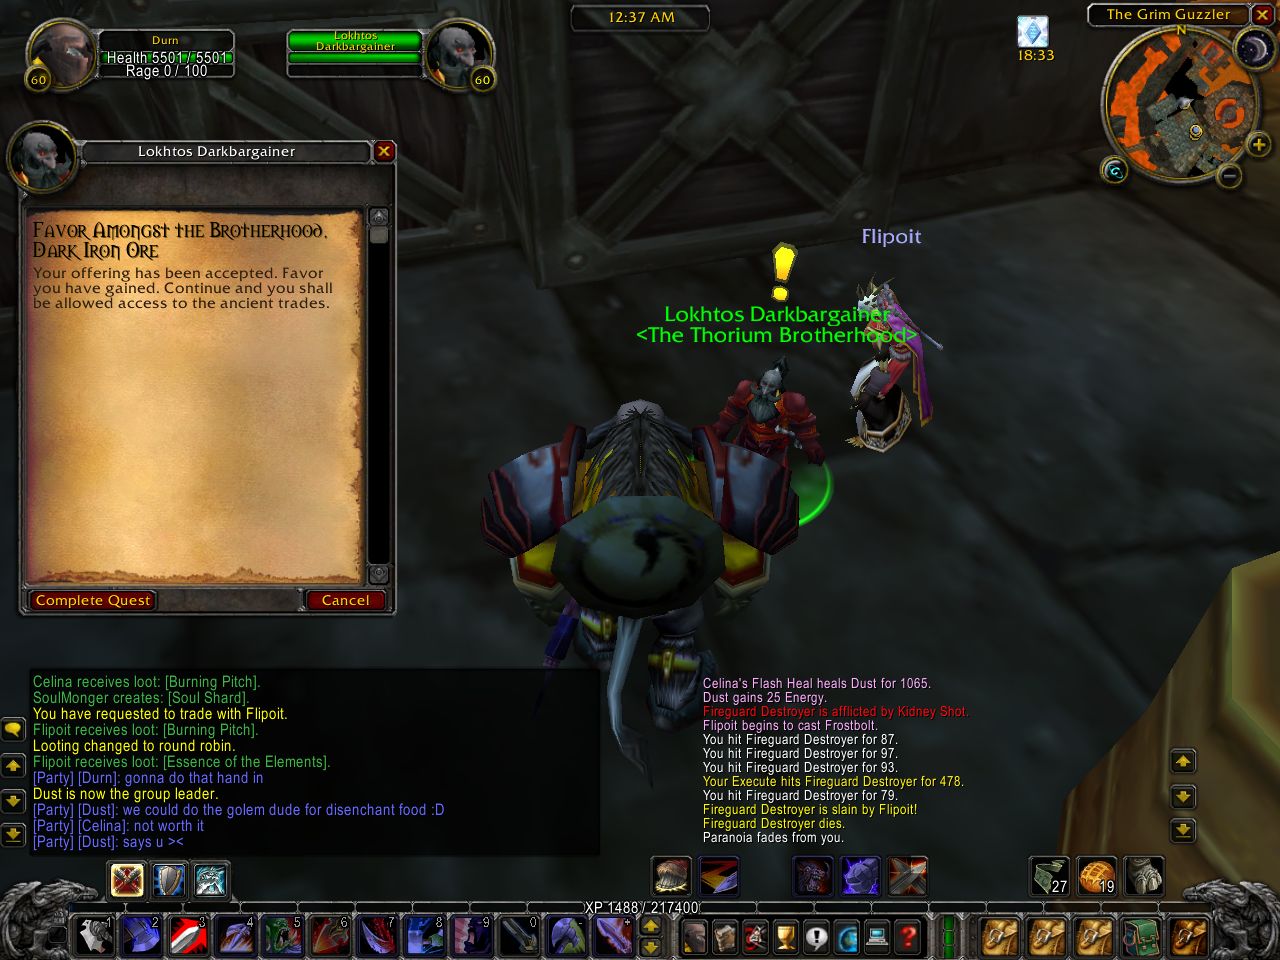 12:37 AM
The Grim Guzzler
N
18:33
Durn
Health 5501 / 5501
Rage 0 / 100
60
Lokhtos
Darkbargainer
60
Lokhtos Darkbargainer
Favor Amongst the Brotherhood,
Dark Iron Ore
Your offering has been accepted. Favor
you have gained. Continue and you shall
be allowed access to the ancient trades.
Complete Quest
Cancel
Flipoit
Lokhtos Darkbargainer
<The Thorium Brotherhood>
Celina receives loot: [Burning Pitch].
SoulMonger creates: [Soul Shard].
You have requested to trade with Flipoit.
Flipoit receives loot: [Burning Pitch].
Looting changed to round robin.
Flipoit receives loot: [Essence of the Elements].
[Party] [Durn]: gonna do that hand in
Dust is now the group leader.
[Party] [Dust]: we could do the golem dude for disenchant food :D
[Party] [Celina]: not worth it
[Party] [Dust]: says u ><
Celina's Flash Heal heals Dust for 1065.
Dust gains 25 Energy.
Fireguard Destroyer is afflicted by Kidney Shot.
Flipoit begins to cast Frostbolt.
You hit Fireguard Destroyer for 87.
You hit Fireguard Destroyer for 97.
You hit Fireguard Destroyer for 93.
Your Execute hits Fireguard Destroyer for 478.
You hit Fireguard Destroyer for 79.
Fireguard Destroyer is slain by Flipoit!
Fireguard Destroyer dies.
Paranoia fades from you.
27
19
XP 1488 / 217400
1
2
3
4
5
6
7
8
9
0
-
+